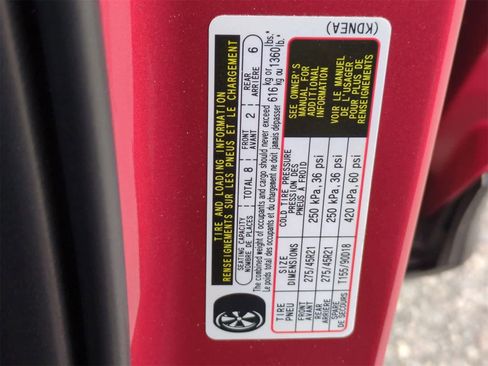 TIRE AND LOADING INFORMATION
RENSEIGNEMENTS SUR LES PNEUS ET LE CHARGEMENT
SEATING CAPACITY TOTAL 8 FRONT 2 REAR 6
NOMBRE DE PLACES AVANT ARRIÈRE
The combined weight of occupants and cargo should never exceed 616 kg or 1360 lbs.
Le poids total des occupants et du chargement ne doit jamais dépasser 616 kg ou 1360 lb.
TIRE SIZE COLD TIRE PRESSURE
PNEU DIMENSIONS PRESSION DES
PNEUS À FROID
FRONT 275/45R21 250 kPa, 36 psi
AVANT
REAR 275/45R21 250 kPa, 36 psi
ARRIÈRE
SPARE T155/90D18 420 kPa, 60 psi
DE SECOURS
SEE OWNER'S
MANUAL FOR
ADDITIONAL
INFORMATION
VOIR LE MANUEL
DE L'USAGER
POUR PLUS DE
RENSEIGNEMENTS
(KDNEA)